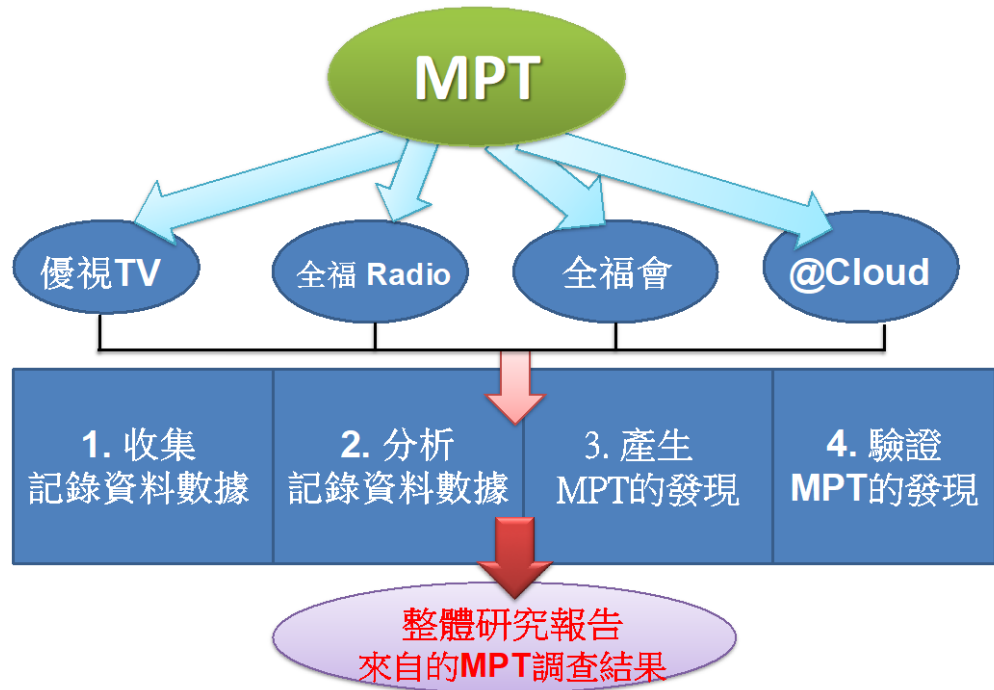 MPT
優視TV
全福 Radio
全福會
@Cloud
1. 收集
記錄資料數據
2. 分析
記錄資料數據
3. 產生
MPT的發現
4. 驗證
MPT的發現
整體研究報告
來自的MPT調查結果